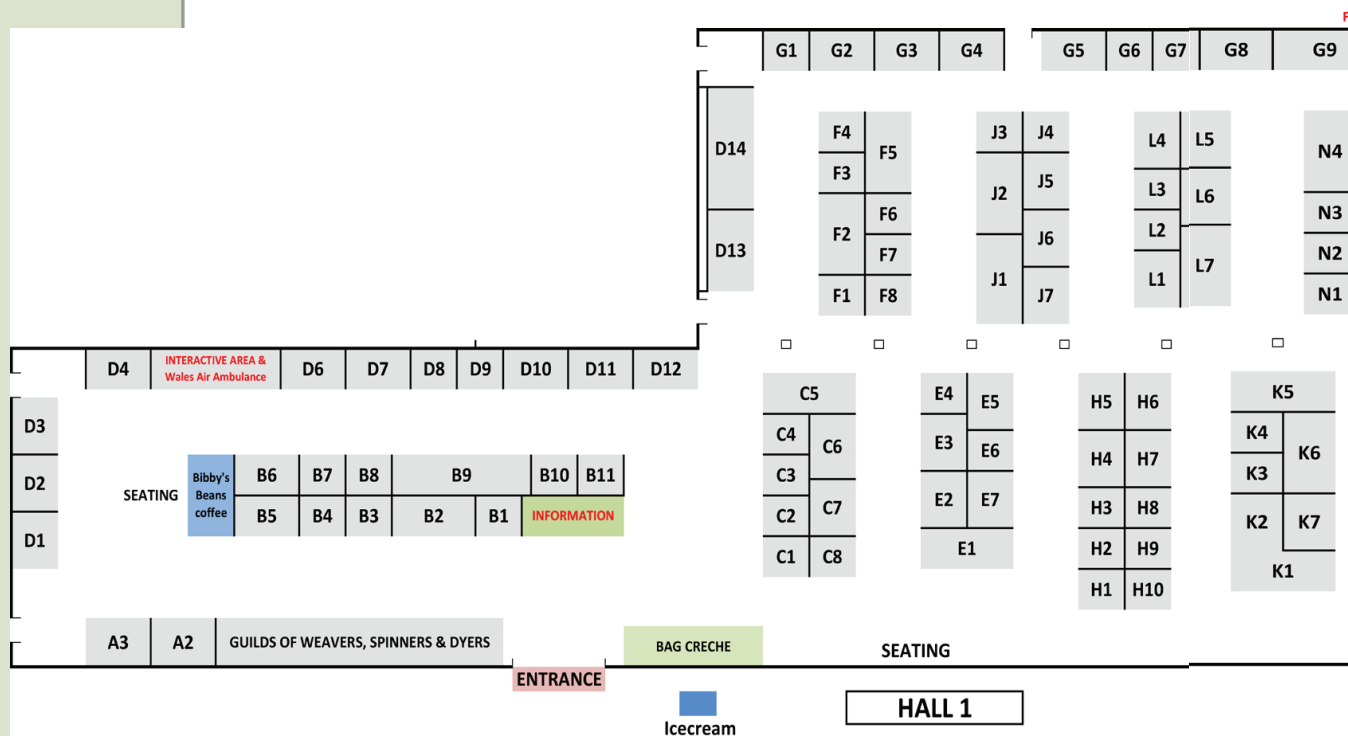 F
G1 G2 G3 G4 G5 G6 G7 G8 G9
F4 J3 J4 L4 L5
D14 F5 N4
F3 J2 J5 L3 L6
F6 N3
F2 J6 L2
D13 F7 J1 L1 L7 N2
F1 F8 J7 N1
D4 INTERACTIVE AREA &
Wales Air Ambulance D6 D7 D8 D9 D10 D11 D12
C5 E4 E5 H5 H6 K5
D3 C4 C6 E3 E6 K4 K6
D2 SEATING Bibby's
Beans
coffee B6 B7 B8 B9 B10 B11 C3 H4 H7 K3
B5 B4 B3 B2 B1 INFORMATION C2 C7 E2 E7 H3 H8 K2 K7
D1 C1 C8 E1 H2 H9 K1
H1 H10
A3 A2 GUILDS OF WEAVERS, SPINNERS & DYERS BAG CRECHE SEATING
ENTRANCE
Icecream HALL 1